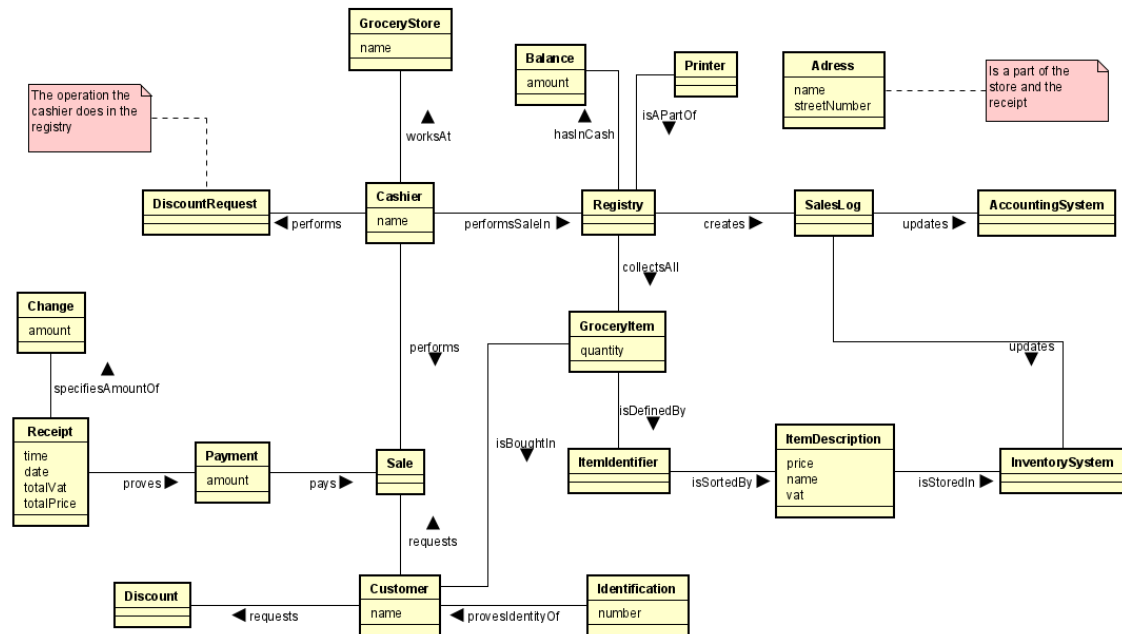 GroceryStore
name
Balance
amount
Printer
Adress
name
streetNumber
Is a part of the
store and the
receipt
The operation the
cashier does in the
registry
worksAt
hasInCash
isAPartOf
DiscountRequest
performs
Cashier
name
performsSaleIn
Registry
creates
SalesLog
updates
AccountingSystem
collectsAll
Change
amount
specifiesAmountOf
performs
GroceryItem
quantity
updates
isDefinedBy
isBoughtIn
Receipt
time
date
totalVat
totalPrice
proves
Payment
amount
pays
Sale
ItemIdentifier
isSortedBy
ItemDescription
price
name
vat
isStoredIn
InventorySystem
requests
Discount
requests
Customer
name
provesIdentityOf
Identification
number